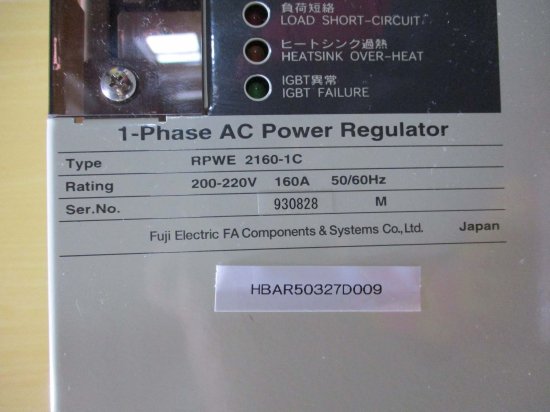 負荷短絡
LOAD SHORT-CIRCUIT
ヒートシンク過熱
HEATSINK OVER-HEAT
IGBT異常
IGBT FAILURE
1-Phase AC Power Regulator
Type RPWE 2160-1C
Rating 200-220V 160A 50/60Hz
Ser.No. 930828 M
Fuji Electric FA Components & Systems Co.,Ltd. Japan
HBAR50327D009